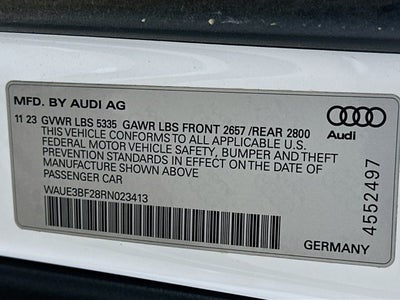 MFD. BY AUDI AG
11 23 GVWR LBS 5335 GAWR LBS FRONT 2657 /REAR 2800
THIS VEHICLE CONFORMS TO ALL APPLICABLE U.S.
FEDERAL MOTOR VEHICLE SAFETY, BUMPER AND THEFT
PREVENTION STANDARDS IN EFFECT ON THE DATE OF
MANUFACTURE SHOWN ABOVE.
PASSENGER CAR
WAUE3BF28RN023413
Audi
4552497
GERMANY